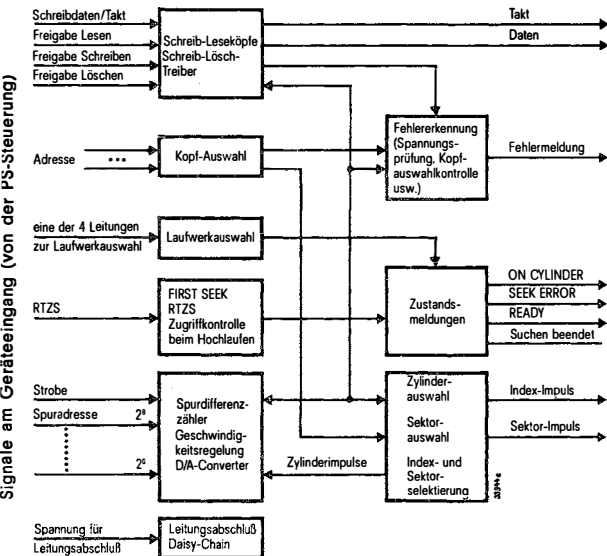 Signale am Geräteeingang (von der PS-Steuerung)
Schreibdaten/Takt
Freigabe Lesen
Freigabe Schreiben
Freigabe Löschen
Schreib-Leseköpfe
Schreib-Lösch-
Treiber
Takt
Daten
Adresse
...
Kopf-Auswahl
Fehlererkennung
(Spannungs-
prüfung, Kopf-
auswahlkontrolle
usw.)
Fehlermeldung
eine der 4 Leitungen
zur Laufwerkauswahl
Laufwerkauswahl
RTZS
FIRST SEEK
RTZS
Zugriffkontrolle
beim Hochlaufen
Zustands-
meldungen
ON CYLINDER
SEEK ERROR
READY
Suchen beendet
Strobe
Spuradresse 2⁸
2⁰
Spurdifferenz-
zähler
Geschwindig-
keitsregelung
D/A-Converter
Zylinderimpulse
Zylinder-
auswahl
Sektor-
auswahl
Index- und
Sektor-
selektierung
Index-Impuls
Sektor-Impuls
Spannung für
Leitungsabschluß
Leitungsabschluß
Daisy-Chain